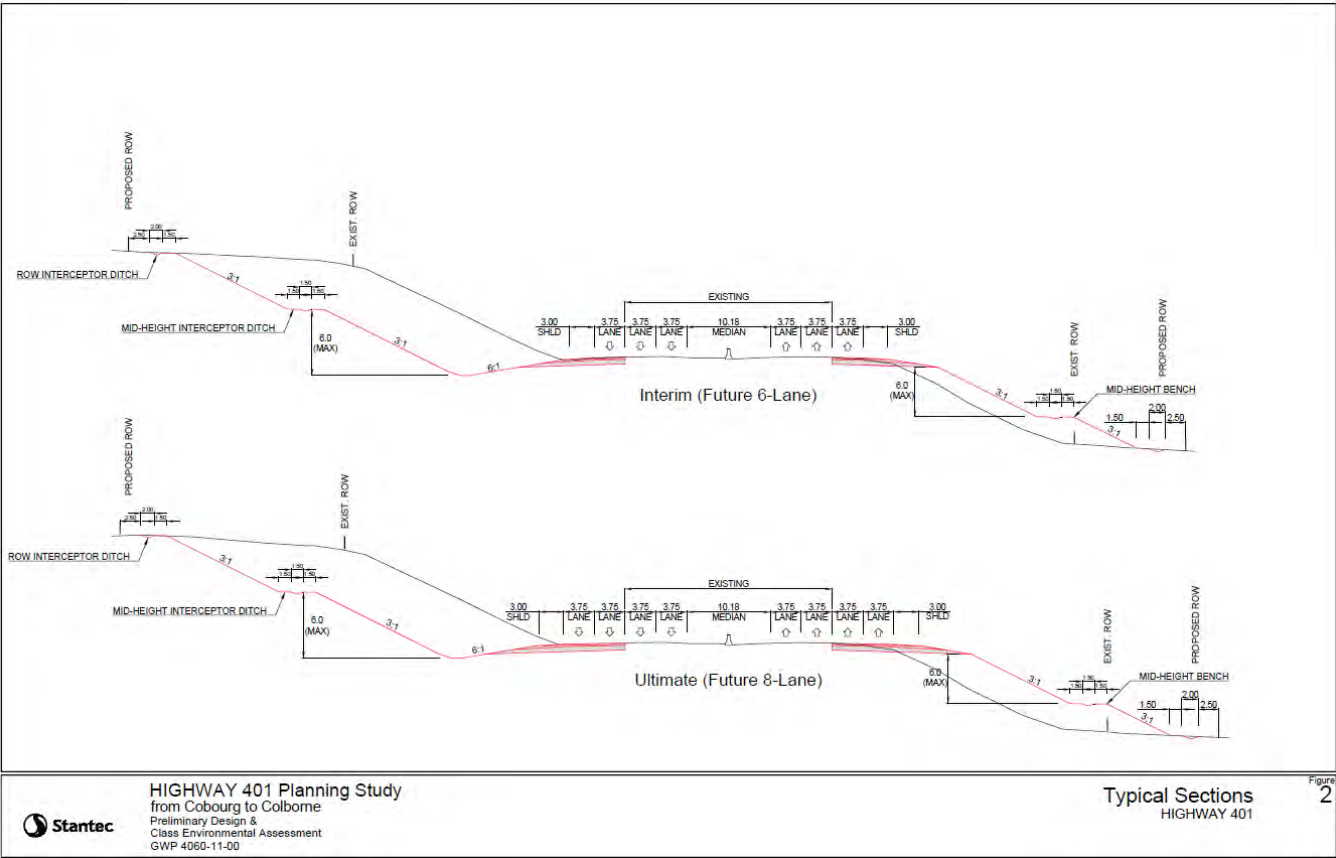 PROPOSED ROW
EXIST. ROW
2.00
2.50 1.50
ROW INTERCEPTOR DITCH
3:1
1.50
1.50 1.50
MID-HEIGHT INTERCEPTOR DITCH
6.0
(MAX)
3:1
6:1
EXISTING
3.00 3.75 3.75 3.75 10.18 3.75 3.75 3.75 3.00
SHLD LANE LANE LANE MEDIAN LANE LANE LANE SHLD
Interim (Future 6-Lane)
6.0
(MAX)
3:1
EXIST. ROW
PROPOSED ROW
MID-HEIGHT BENCH
1.50
1.50 1.50
2.00
1.50 2.50
3:1
PROPOSED ROW
EXIST. ROW
2.00
2.50 1.50
ROW INTERCEPTOR DITCH
3:1
1.50
1.50 1.50
MID-HEIGHT INTERCEPTOR DITCH
6.0
(MAX)
3:1
6:1
EXISTING
3.00 3.75 3.75 3.75 3.75 10.18 3.75 3.75 3.75 3.75 3.00
SHLD LANE LANE LANE LANE MEDIAN LANE LANE LANE LANE SHLD
Ultimate (Future 8-Lane)
6.0
(MAX)
3:1
EXIST. ROW
PROPOSED ROW
MID-HEIGHT BENCH
1.50
1.50 1.50
2.00
1.50 2.50
3:1
Stantec
HIGHWAY 401 Planning Study
from Cobourg to Colborne
Preliminary Design &
Class Environmental Assessment
GWP 4060-11-00
Typical Sections
HIGHWAY 401
Figure
2